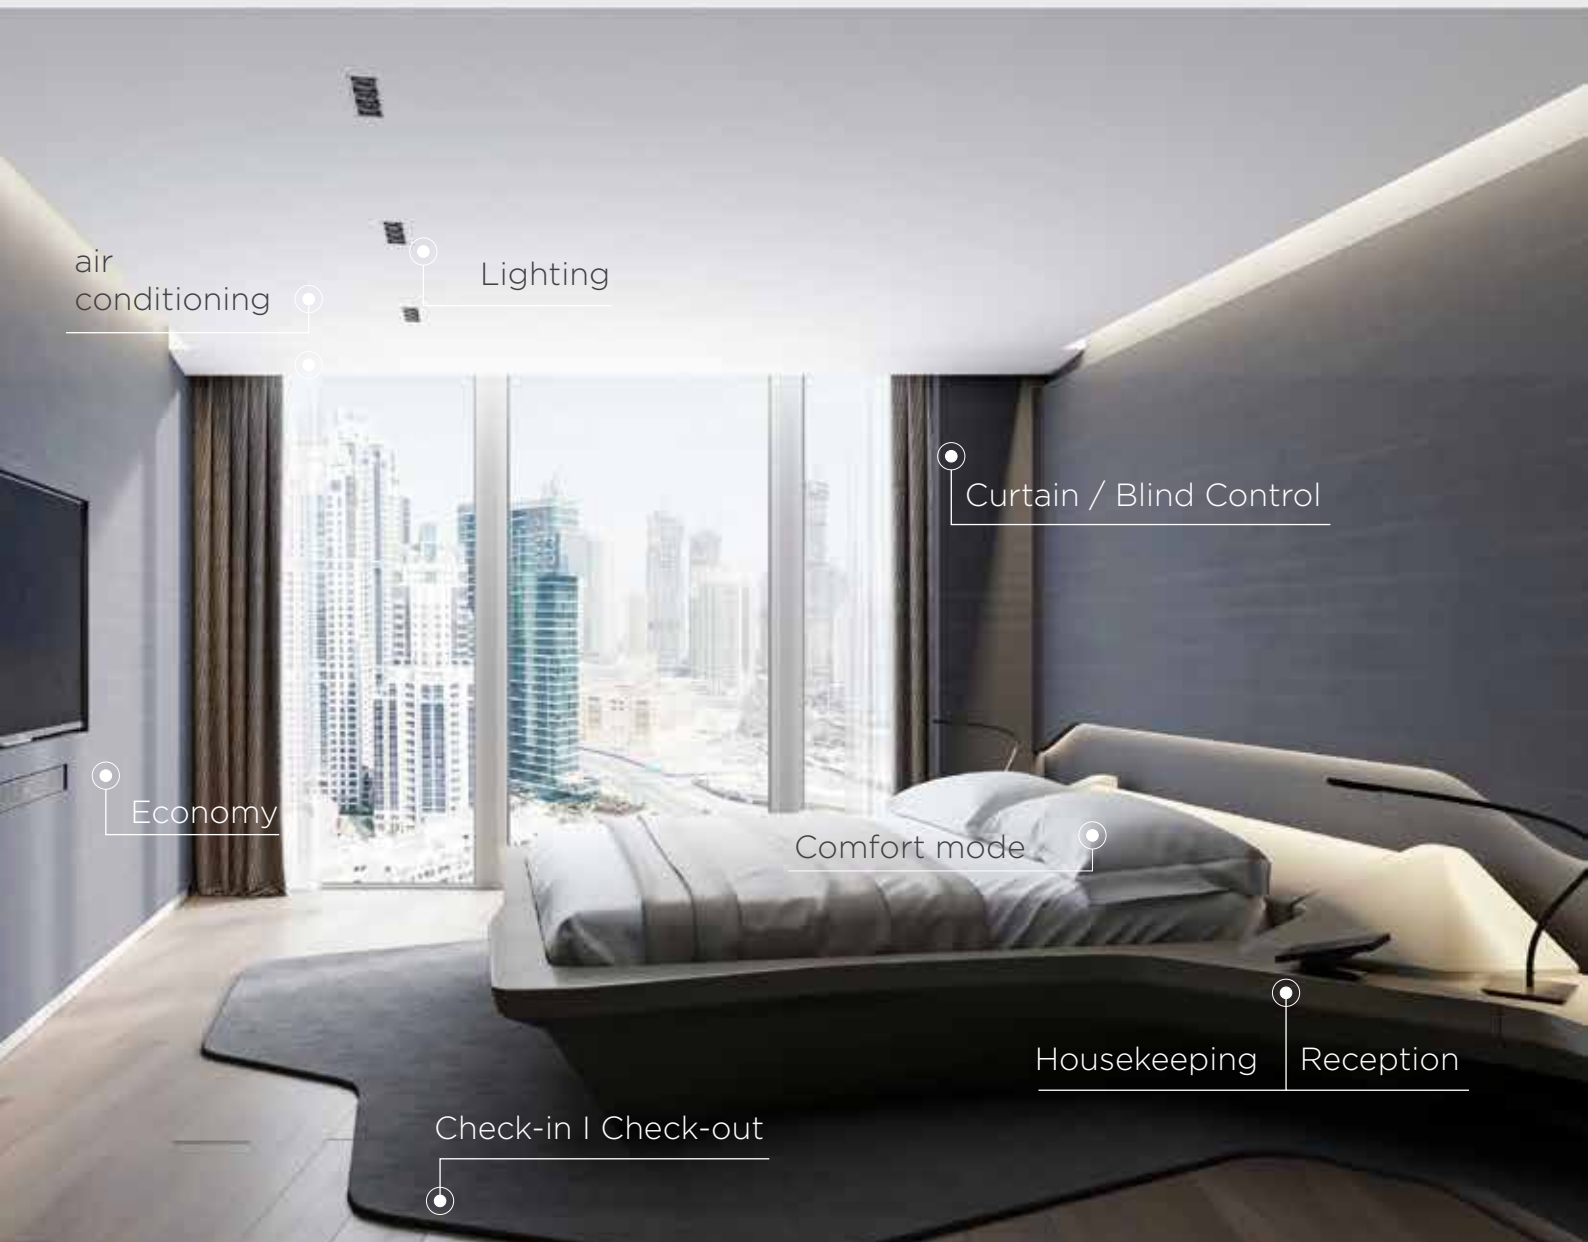 air
conditioning
Lighting
Curtain / Blind Control
Economy
Comfort mode
Housekeeping
Reception
Check-in I Check-out